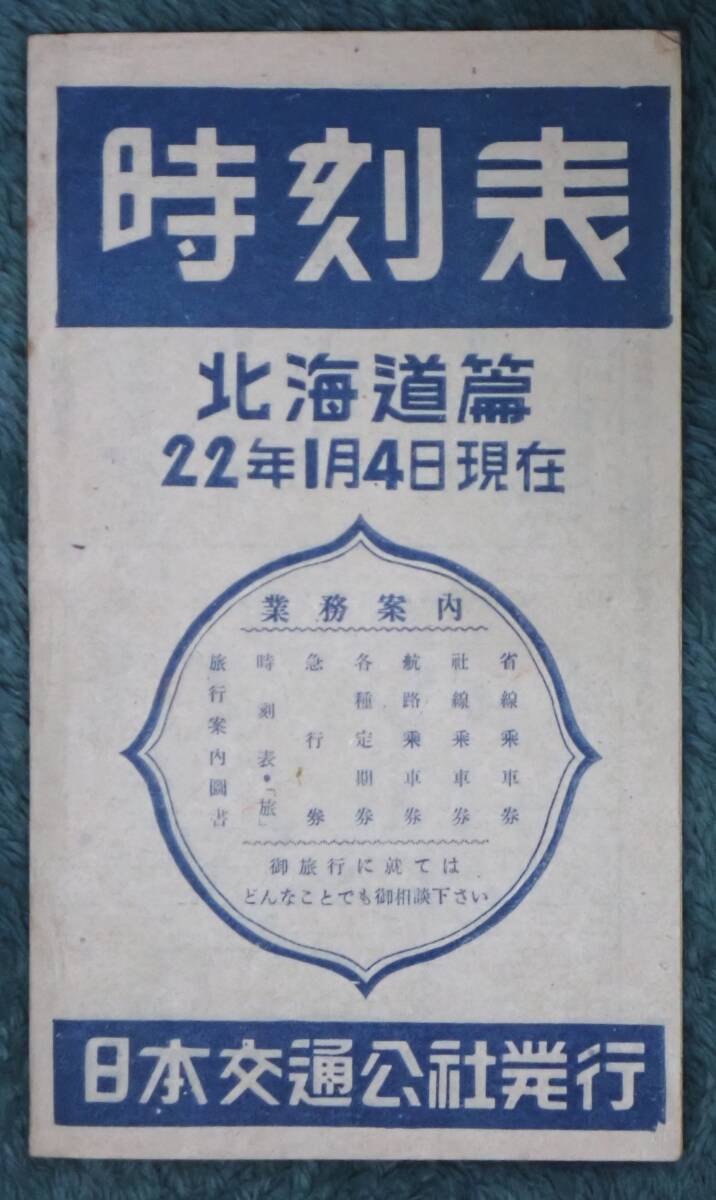 時刻表
北海道篇
22年1月4日現在
業務案内
省線乗車券
社線乗車券
航路乗車券
各種定期券
急行券
時刻表・「旅」
旅行案内圖書
御旅行に就ては
どんなことでも御相談下さい
日本交通公社発行